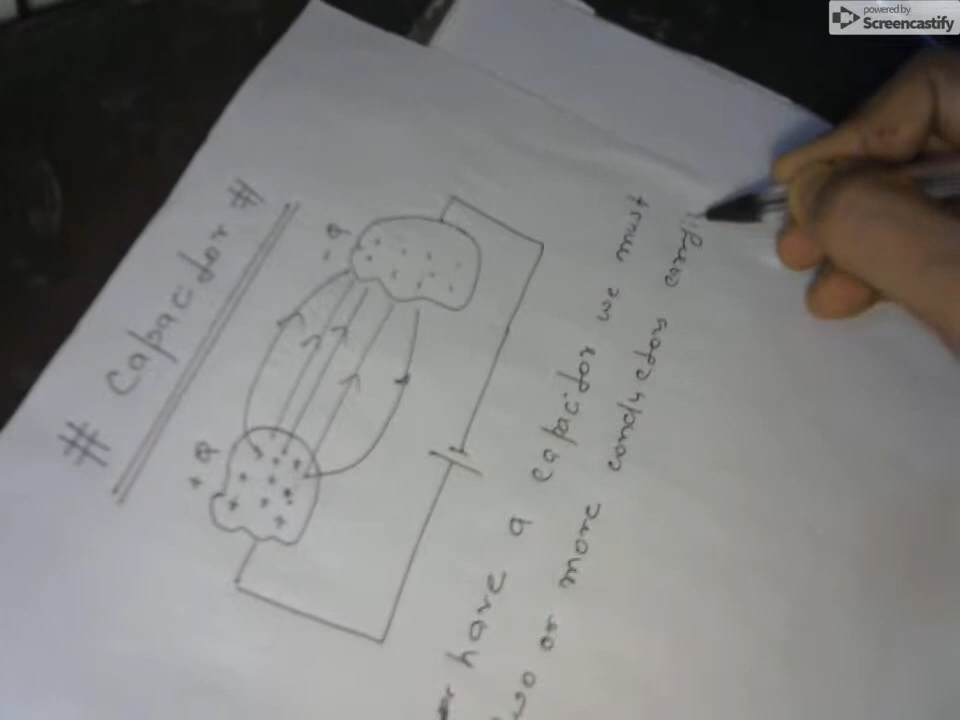 # Capacitor #
+ Q
- Q
have a capacitor we must
or more conductors
powered by
Screencastify